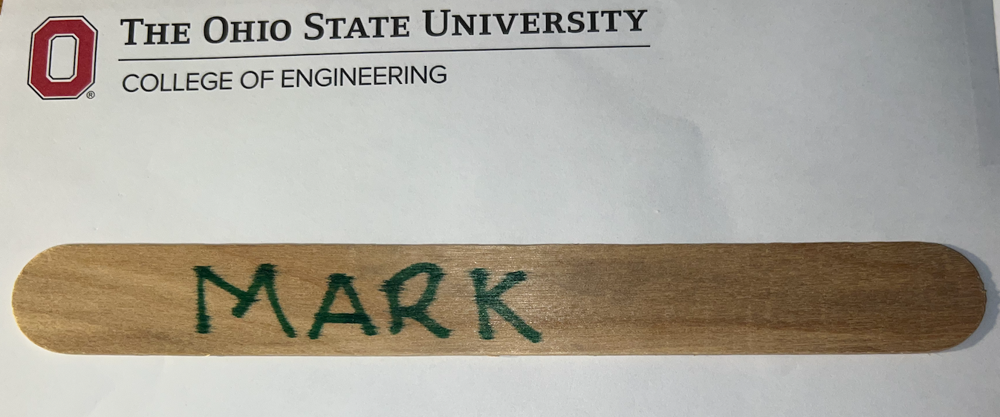 THE OHIO STATE UNIVERSITY
COLLEGE OF ENGINEERING
MARK